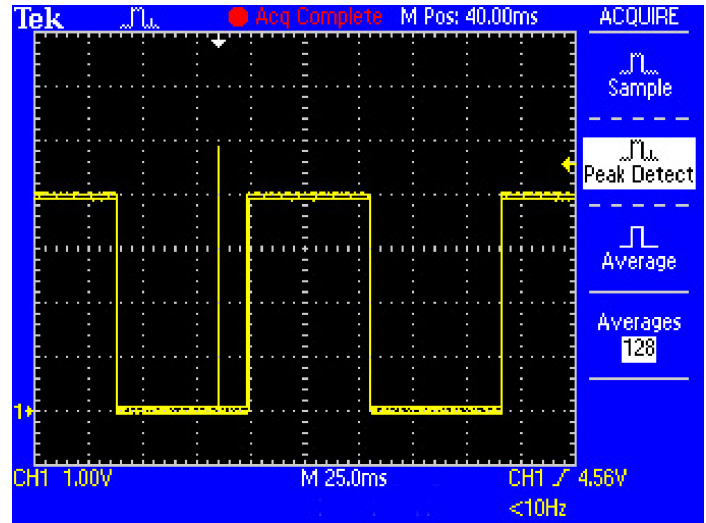 Tek Acq Complete M Pos: 40.00ms ACQUIRE
Sample
Peak Detect
Average
Averages
128
1
CH1 1.00V M 25.0ms CH1 4.56V
<10Hz